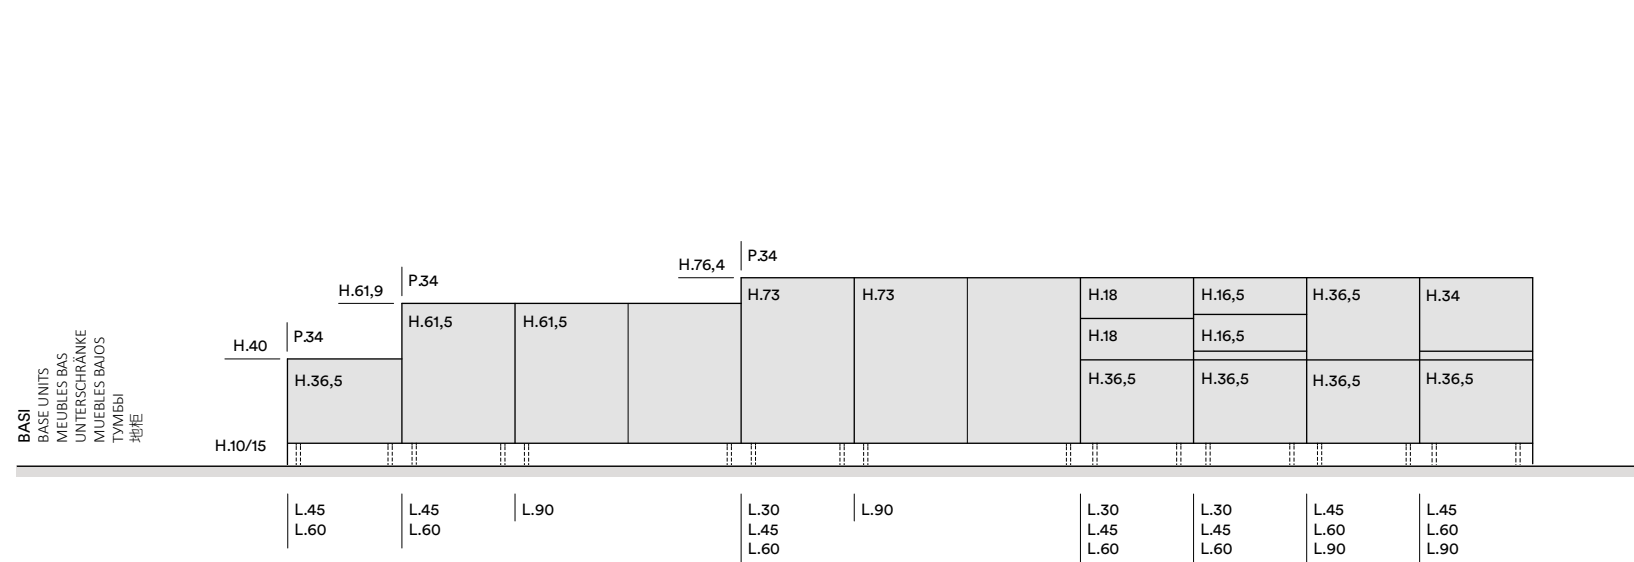 BASI
BASE UNITS
MEUBLES BAS
UNTERSCHRÄNKE
MUEBLES BAJOS
ТУМБЫ
地柜
H.76,4
P.34
H.61,9
P.34
H.40
P.34
H.10/15
H.36,5
H.61,5
H.61,5
H.73
H.73
H.18
H.16,5
H.36,5
H.34
H.18
H.16,5
H.36,5
H.36,5
H.36,5
H.36,5
L.45
L.60
L.45
L.60
L.90
L.30
L.45
L.60
L.90
L.30
L.45
L.60
L.30
L.45
L.60
L.45
L.60
L.90
L.45
L.60
L.90